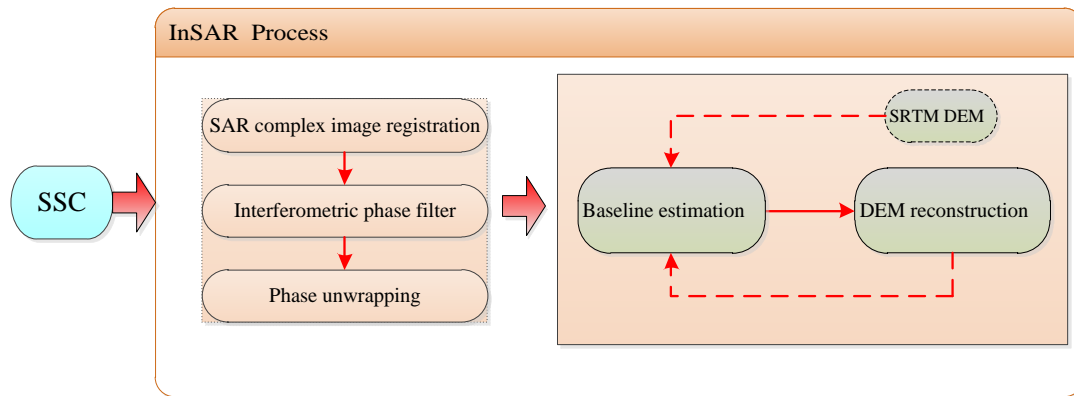 InSAR Process
SSC
SAR complex image registration
Interferometric phase filter
Phase unwrapping
SRTM DEM
Baseline estimation
DEM reconstruction